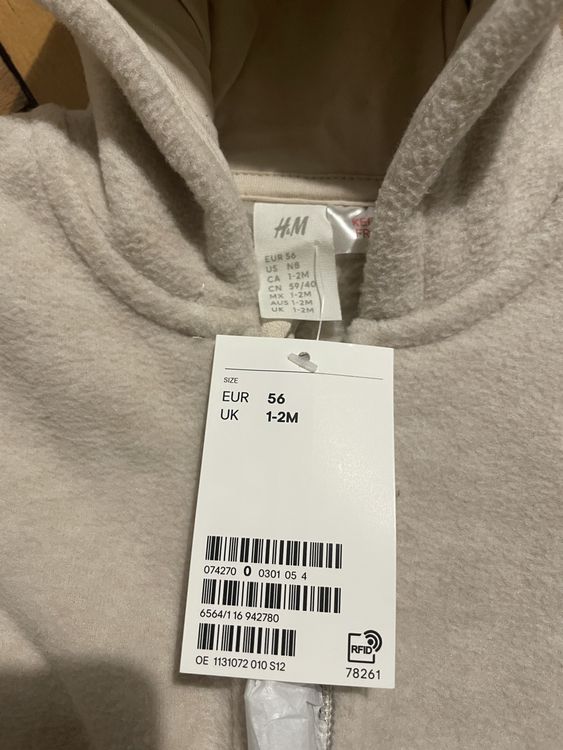 H&M
EUR 56
US NB
CA 1-2M
CN 59/40
MX 1-2M
AUS 1-2M
UK 1-2M
SIZE
EUR 56
UK 1-2M
074270 0 0301 05 4
6564/1 16 942780
OE 1131072 010 S12
RFID
78261